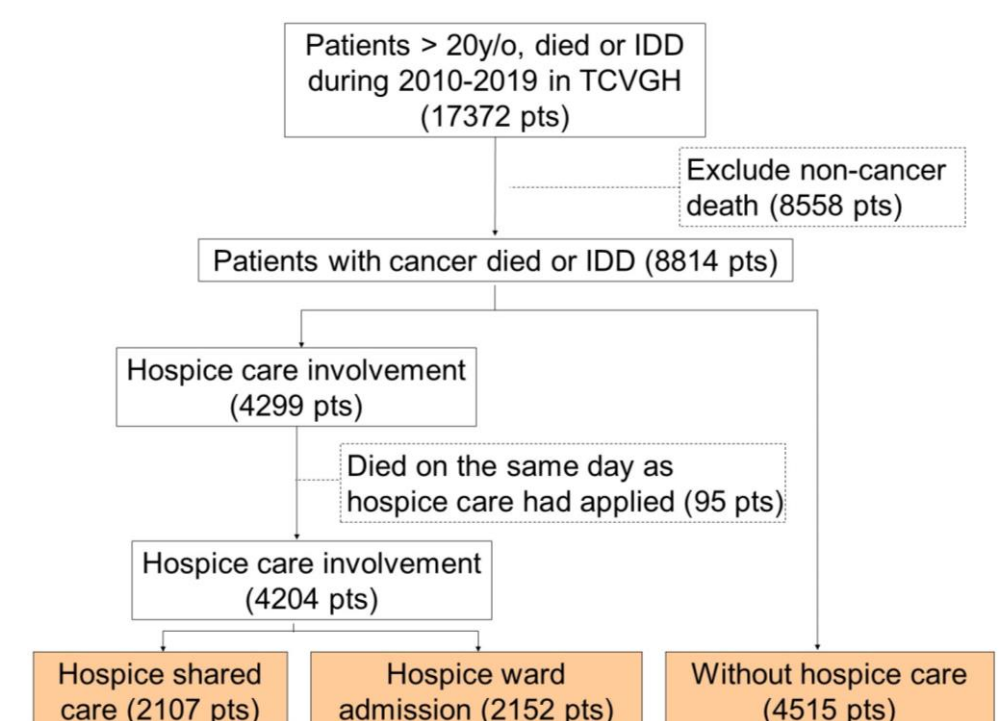 Patients > 20y/o, died or IDD
during 2010-2019 in TCVGH
(17372 pts)
Exclude non-cancer
death (8558 pts)
Patients with cancer died or IDD (8814 pts)
Hospice care involvement
(4299 pts)
Died on the same day as
hospice care had applied (95 pts)
Hospice care involvement
(4204 pts)
Hospice shared
care (2107 pts)
Hospice ward
admission (2152 pts)
Without hospice care
(4515 pts)